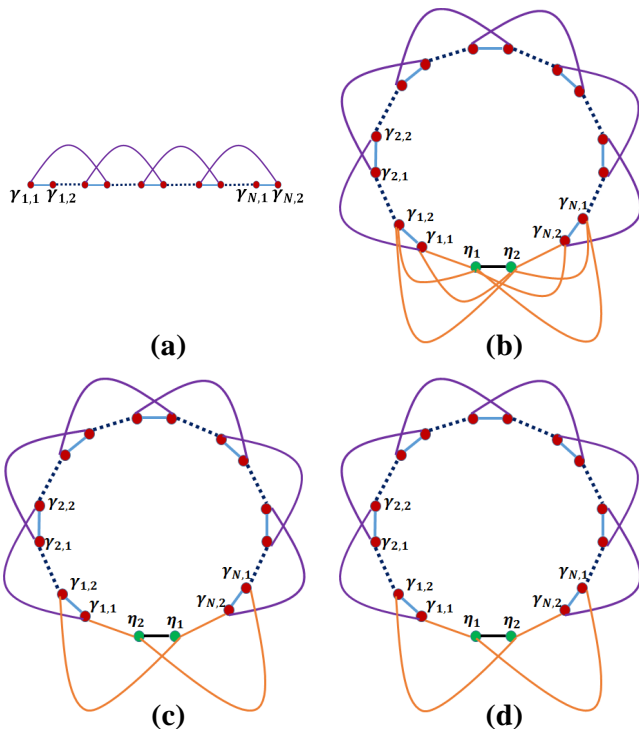 γ1,1 γ1,2 γN,1 γN,2
(a)
γ2,2
γ2,1
γ1,2
γ1,1
η1 η2
γN,2
γN,1
(b)
γ2,2
γ2,1
γ1,2
γ1,1
η2 η1
γN,2
γN,1
(c)
γ2,2
γ2,1
γ1,2
γ1,1
η1 η2
γN,2
γN,1
(d)